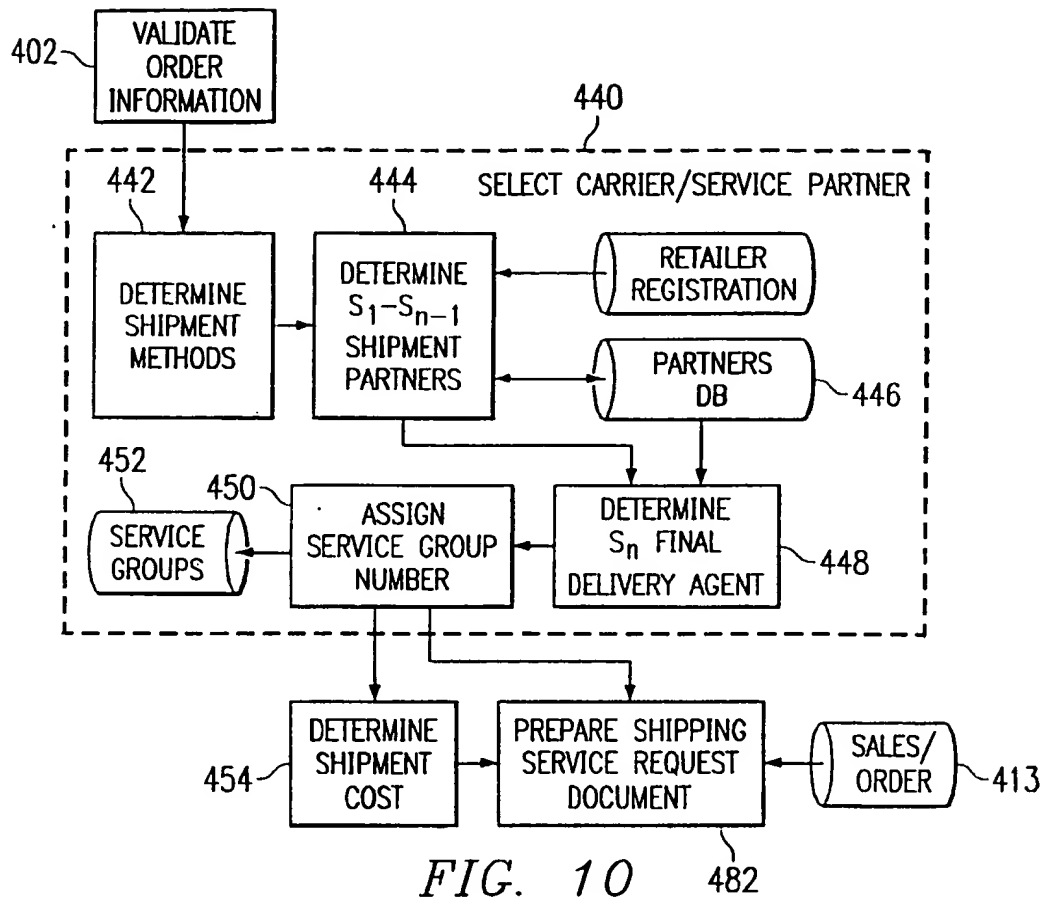 402
VALIDATE
ORDER
INFORMATION
440
SELECT CARRIER/SERVICE PARTNER
442
DETERMINE
SHIPMENT
METHODS
444
DETERMINE
S1–Sn−1
SHIPMENT
PARTNERS
RETAILER
REGISTRATION
PARTNERS
DB
446
452
SERVICE
GROUPS
450
ASSIGN
SERVICE GROUP
NUMBER
DETERMINE
Sn FINAL
DELIVERY AGENT
448
454
DETERMINE
SHIPMENT
COST
PREPARE SHIPPING
SERVICE REQUEST
DOCUMENT
482
SALES/
ORDER
413
FIG. 10